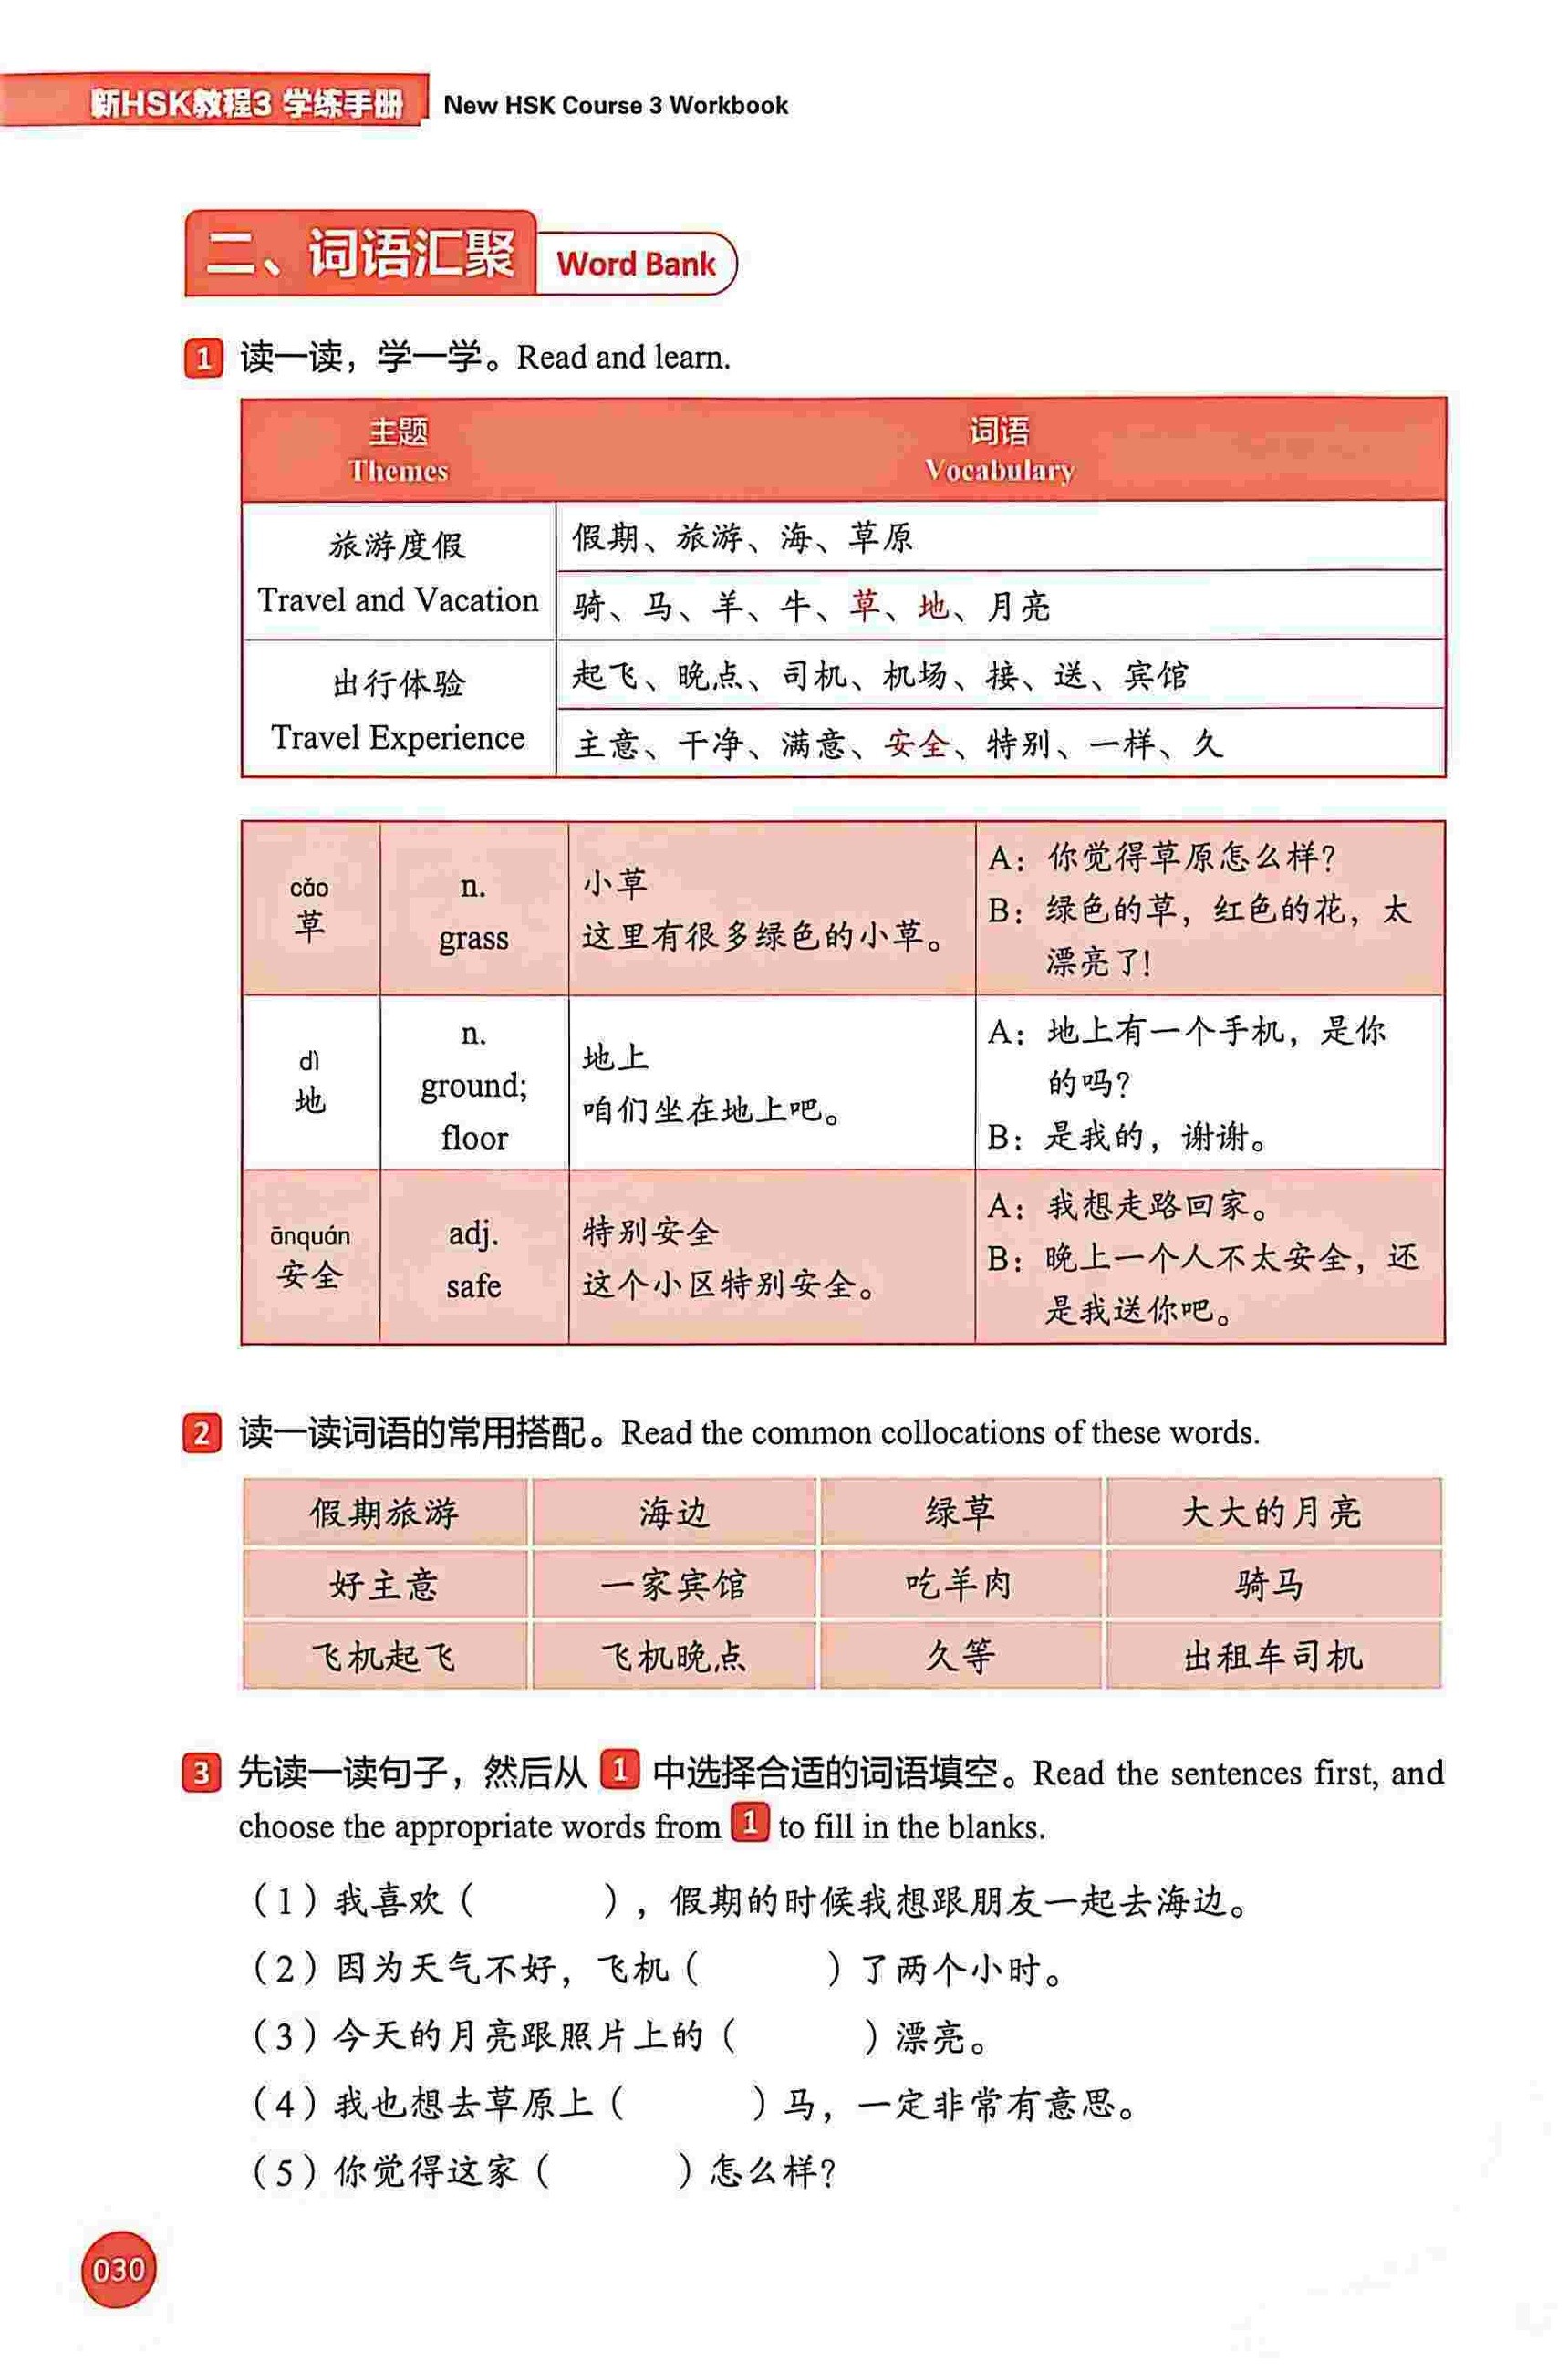 新HSK教程3 学练手册 New HSK Course 3 Workbook
二、词语汇聚 Word Bank
1 读一读，学一学。Read and learn.
主题 词语
Themes Vocabulary
旅游度假
Travel and Vacation
假期、旅游、海、草原
骑、马、羊、牛、草、地、月亮
出行体验
Travel Experience
起飞、晚点、司机、机场、接、送、宾馆
主意、干净、满意、安全、特别、一样、久
cǎo
草
n.
grass
小草
这里有很多绿色的小草。
A：你觉得草原怎么样？
B：绿色的草，红色的花，太
漂亮了！
dì
地
n.
ground;
floor
地上
咱们坐在地上吧。
A：地上有一个手机，是你
的吗？
B：是我的，谢谢。
ānquán
安全
adj.
safe
特别安全
这个小区特别安全。
A：我想走路回家。
B：晚上一个人不太安全，还
是我送你吧。
2 读一读词语的常用搭配。Read the common collocations of these words.
假期旅游 海边 绿草 大大的月亮
好主意 一家宾馆 吃羊肉 骑马
飞机起飞 飞机晚点 久等 出租车司机
3 先读一读句子，然后从 1 中选择合适的词语填空。Read the sentences first, and
choose the appropriate words from 1 to fill in the blanks.
（1）我喜欢（ ），假期的时候我想跟朋友一起去海边。
（2）因为天气不好，飞机（ ）了两个小时。
（3）今天的月亮跟照片上的（ ）漂亮。
（4）我也想去草原上（ ）马，一定非常有意思。
（5）你觉得这家（ ）怎么样？
030